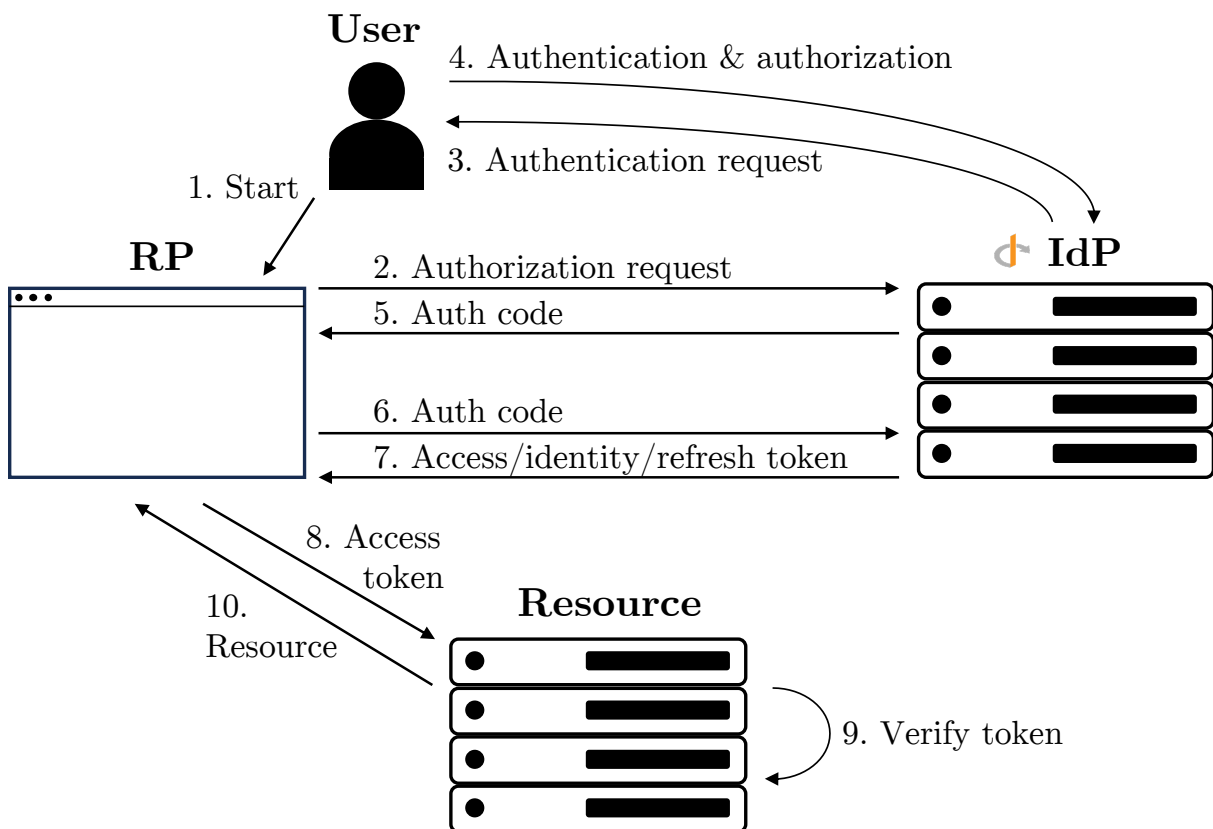 User
4. Authentication & authorization
3. Authentication request
1. Start
RP
IdP
2. Authorization request
5. Auth code
6. Auth code
7. Access/identity/refresh token
8. Access
token
10.
Resource
Resource
9. Verify token